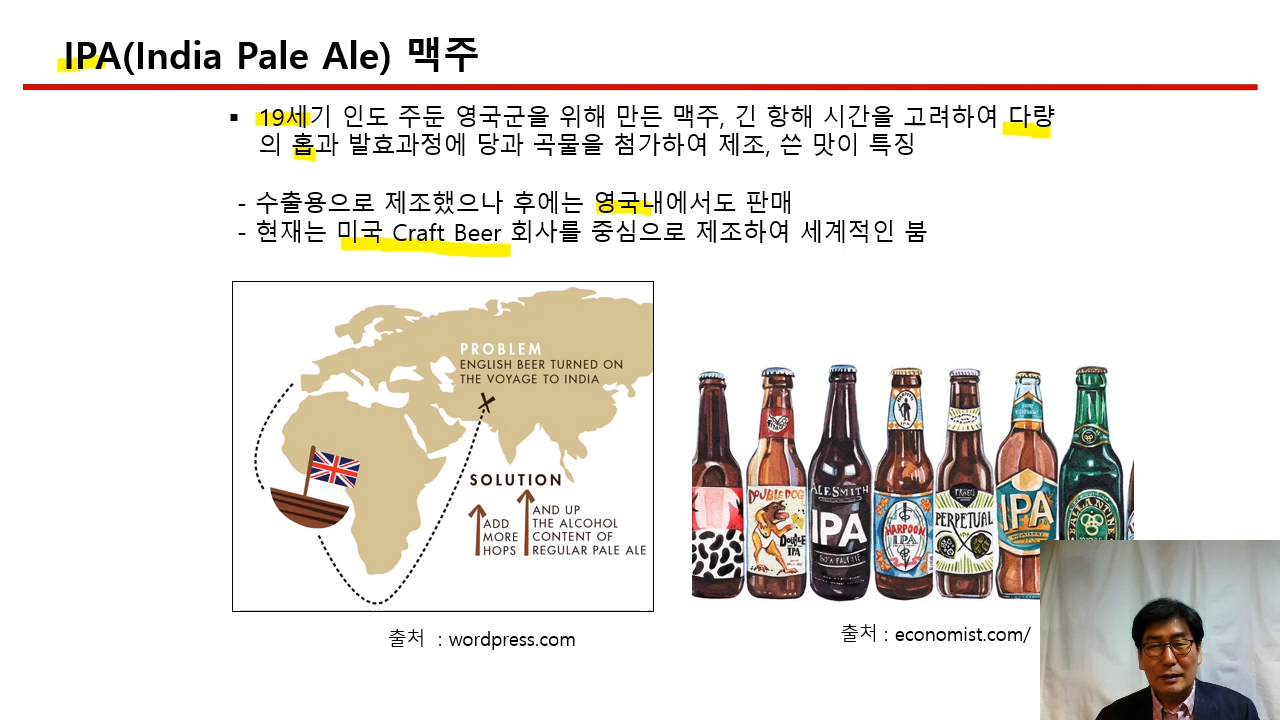 IPA(India Pale Ale) 맥주
▪ 19세기 인도 주둔 영국군을 위해 만든 맥주, 긴 항해 시간을 고려하여 다량
의 홉과 발효과정에 당과 곡물을 첨가하여 제조, 쓴 맛이 특징
- 수출용으로 제조했으나 후에는 영국내에서도 판매
- 현재는 미국 Craft Beer 회사를 중심으로 제조하여 세계적인 붐
PROBLEM
ENGLISH BEER TURNED ON
THE VOYAGE TO INDIA
SOLUTION
ADD
MORE
HOPS
AND UP
THE ALCOHOL
CONTENT OF
REGULAR PALE ALE
DOUBLE DOG
DOUBLE
IPA
ALESMITH
IPA
INDIA PALE ALE
HARPOON
I.P.A.
PERPETUAL
IPA
IPA
BALLANTINE
출처 : wordpress.com
출처 : economist.com/